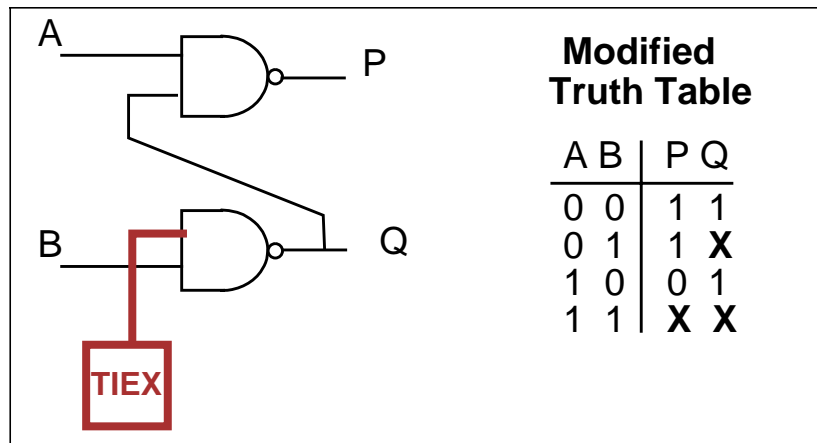 A
P
B
Q
TIEX
Modified
Truth Table
A B P Q
0 0 1 1
0 1 1 X
1 0 0 1
1 1 X X